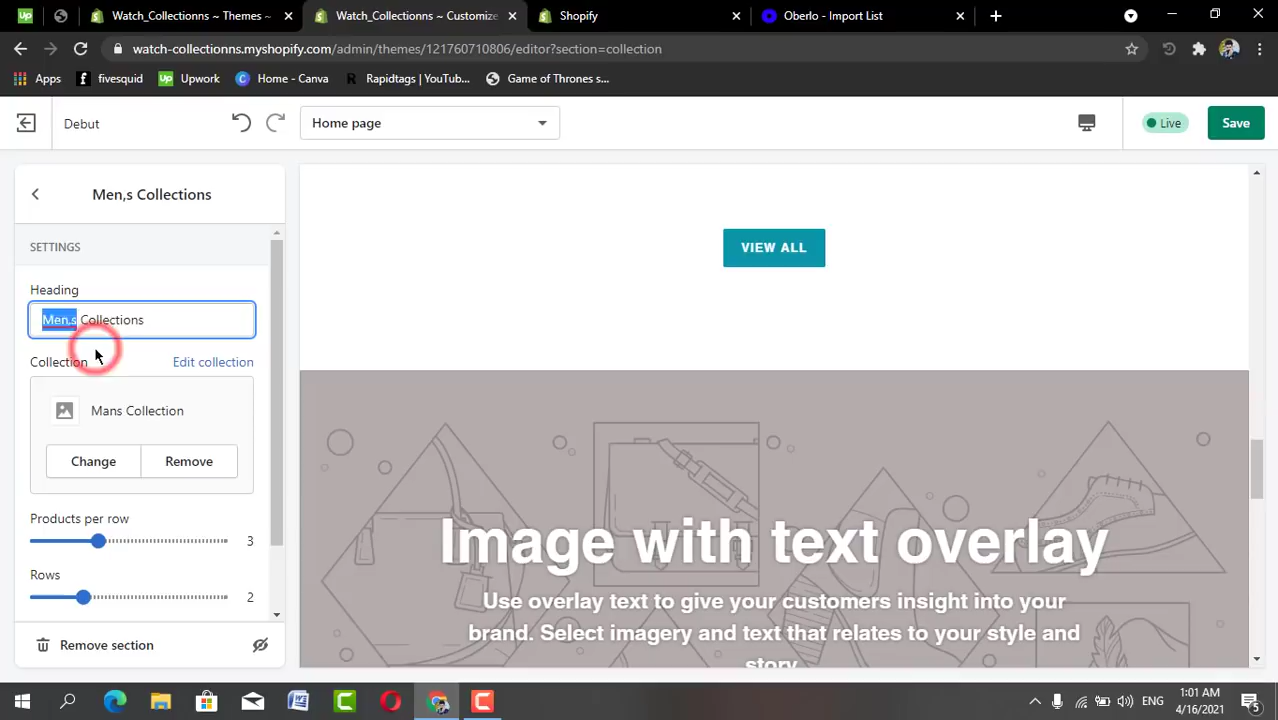 Watch_Collectionns ~ Themes ~
Watch_Collectionns ~ Customize
Shopify
Oberlo - Import List
watch-collectionns.myshopify.com/admin/themes/121760710806/editor?section=collection
Apps
fivesquid
Upwork
Home - Canva
Rapidtags | YouTub...
Game of Thrones s...
Debut
Home page
Live
Save
Men,s Collections
SETTINGS
Heading
Men,s Collections
Collection
Edit collection
Mans Collection
Change
Remove
Products per row
3
Rows
2
Remove section
VIEW ALL
Image with text overlay
Use overlay text to give your customers insight into your
brand. Select imagery and text that relates to your style and
story.
ENG
1:01 AM
4/16/2021
5